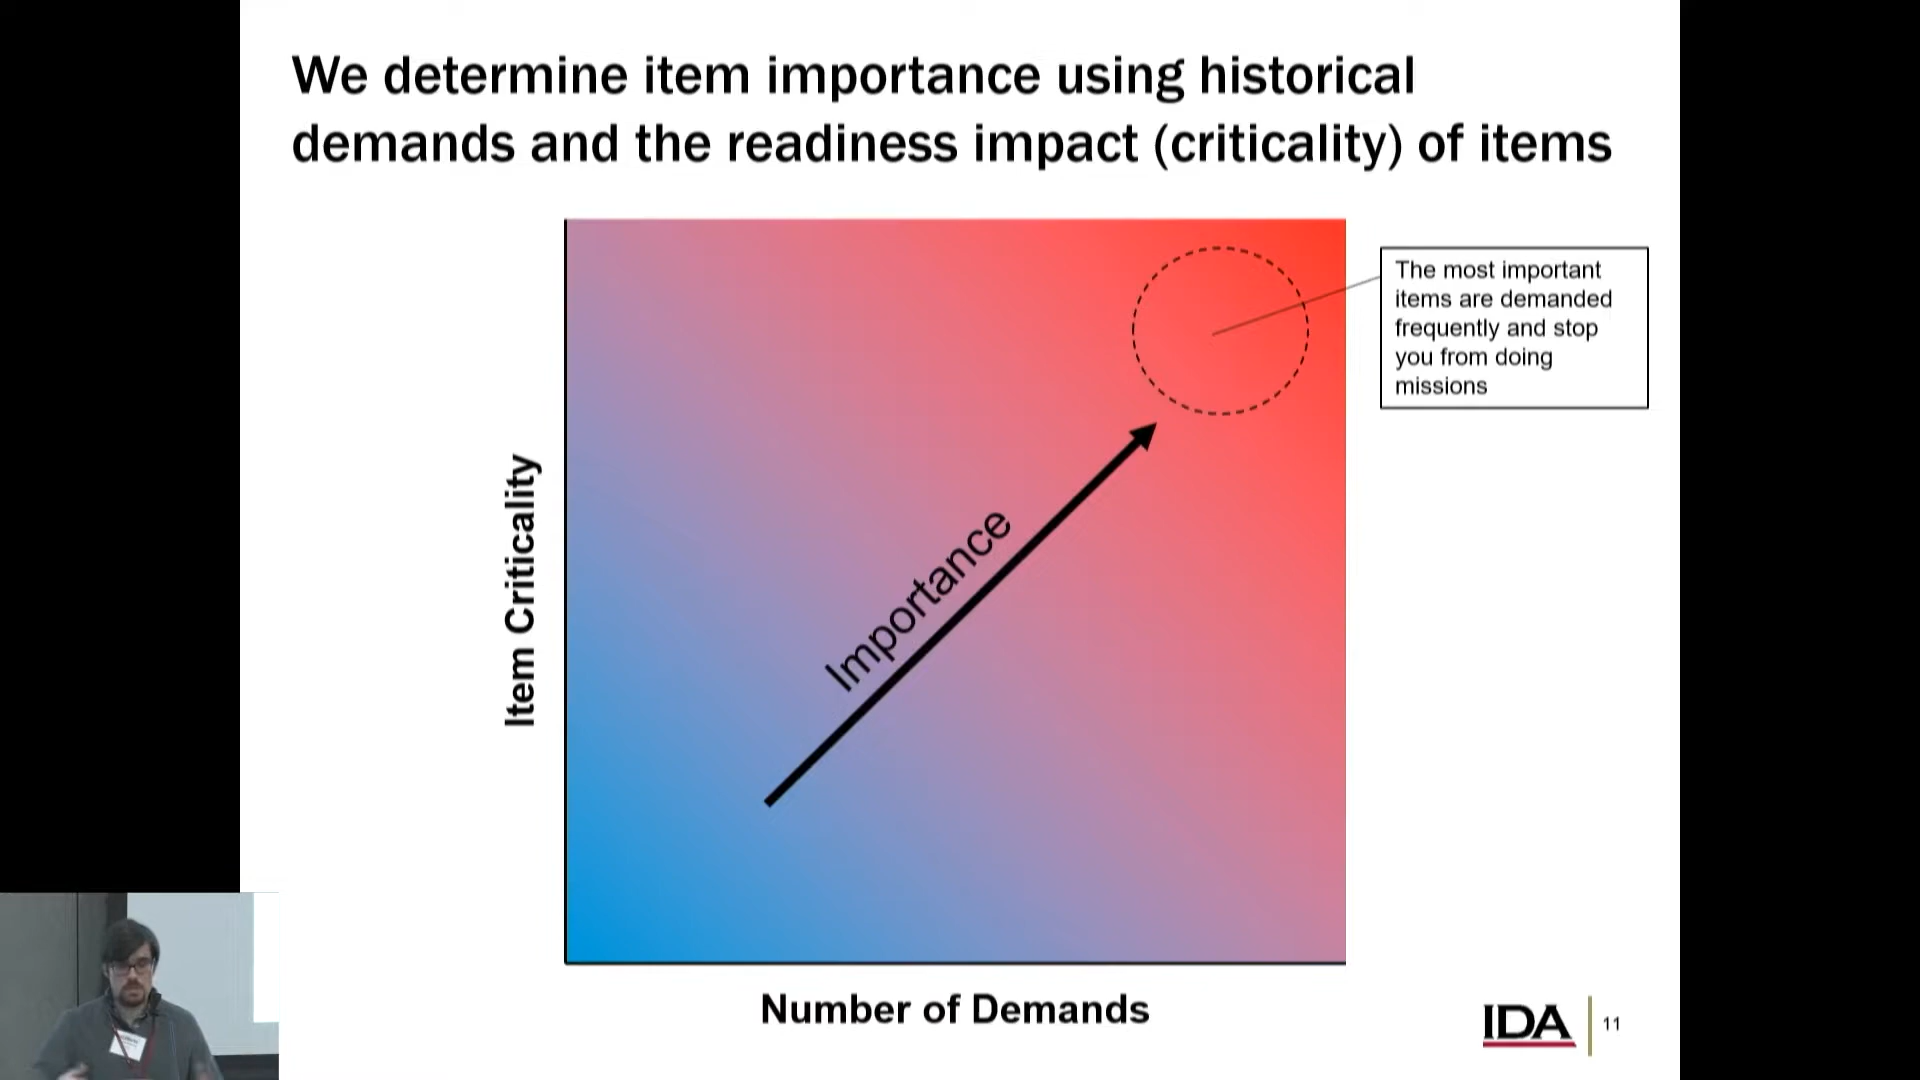 We determine item importance using historical
demands and the readiness impact (criticality) of items
The most important
items are demanded
frequently and stop
you from doing
missions
Item Criticality
Importance
Number of Demands
IDA
11